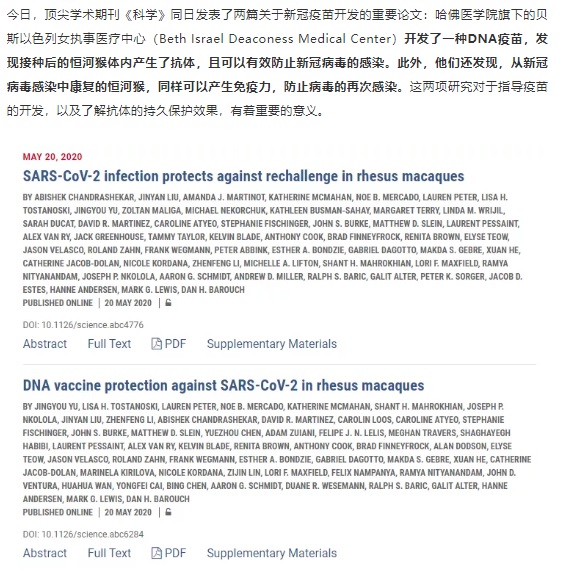 今日，顶尖学术期刊《科学》同日发表了两篇关于新冠疫苗开发的重要论文：哈佛医学院旗下的贝
斯以色列女执事医疗中心（Beth Israel Deaconess Medical Center）开发了一种DNA疫苗，发
现接种后的恒河猴体内产生了抗体，且可以有效防止新冠病毒的感染。此外，他们还发现，从新冠
病毒感染中康复的恒河猴，同样可以产生免疫力，防止病毒的再次感染。这两项研究对于指导疫苗
的开发，以及了解抗体的持久保护效果，有着重要的意义。
MAY 20, 2020
SARS-CoV-2 infection protects against rechallenge in rhesus macaques
BY ABISHEK CHANDRASHEKAR, JINYAN LIU, AMANDA J. MARTINOT, KATHERINE MCMAHAN, NOE B. MERCADO, LAUREN PETER, LISA H.
TOSTANOSKI, JINGYOU YU, ZOLTAN MALIGA, MICHAEL NEKORCHUK, KATHLEEN BUSMAN-SAHAY, MARGARET TERRY, LINDA M. WRIJIL,
SARAH DUCAT, DAVID R. MARTINEZ, CAROLINE ATYEO, STEPHANIE FISCHINGER, JOHN S. BURKE, MATTHEW D. SLEIN, LAURENT PESSAINT,
ALEX VAN RY, JACK GREENHOUSE, TAMMY TAYLOR, KELVIN BLADE, ANTHONY COOK, BRAD FINNEYFROCK, RENITA BROWN, ELYSE TEOW,
JASON VELASCO, ROLAND ZAHN, FRANK WEGMANN, PETER ABBINK, ESTHER A. BONDZIE, GABRIEL DAGOTTO, MAKDA S. GEBRE, XUAN HE,
CATHERINE JACOB-DOLAN, NICOLE KORDANA, ZHENFENG LI, MICHELLE A. LIFTON, SHANT H. MAHROKHIAN, LORI F. MAXFIELD, RAMYA
NITYANANDAM, JOSEPH P. NKOLOLA, AARON G. SCHMIDT, ANDREW D. MILLER, RALPH S. BARIC, GALIT ALTER, PETER K. SORGER, JACOB D.
ESTES, HANNE ANDERSEN, MARK G. LEWIS, DAN H. BAROUCH
PUBLISHED ONLINE | 20 MAY 2020 |
DOI: 10.1126/science.abc4776
Abstract Full Text PDF Supplementary Materials
DNA vaccine protection against SARS-CoV-2 in rhesus macaques
BY JINGYOU YU, LISA H. TOSTANOSKI, LAUREN PETER, NOE B. MERCADO, KATHERINE MCMAHAN, SHANT H. MAHROKHIAN, JOSEPH P.
NKOLOLA, JINYAN LIU, ZHENFENG LI, ABISHEK CHANDRASHEKAR, DAVID R. MARTINEZ, CAROLIN LOOS, CAROLINE ATYEO, STEPHANIE
FISCHINGER, JOHN S. BURKE, MATTHEW D. SLEIN, YUEZHOU CHEN, ADAM ZUIANI, FELIPE J. N. LELIS, MEGHAN TRAVERS, SHAGHAYEGH
HABIBI, LAURENT PESSAINT, ALEX VAN RY, KELVIN BLADE, RENITA BROWN, ANTHONY COOK, BRAD FINNEYFROCK, ALAN DODSON, ELYSE
TEOW, JASON VELASCO, ROLAND ZAHN, FRANK WEGMANN, ESTHER A. BONDZIE, GABRIEL DAGOTTO, MAKDA S. GEBRE, XUAN HE, CATHERINE
JACOB-DOLAN, MARINELA KIRILOVA, NICOLE KORDANA, ZIJIN LIN, LORI F. MAXFIELD, FELIX NAMPANYA, RAMYA NITYANANDAM, JOHN D.
VENTURA, HUAHUA WAN, YONGFEI CAI, BING CHEN, AARON G. SCHMIDT, DUANE R. WESEMANN, RALPH S. BARIC, GALIT ALTER, HANNE
ANDERSEN, MARK G. LEWIS, DAN H. BAROUCH
PUBLISHED ONLINE | 20 MAY 2020 |
DOI: 10.1126/science.abc6284
Abstract Full Text PDF Supplementary Materials